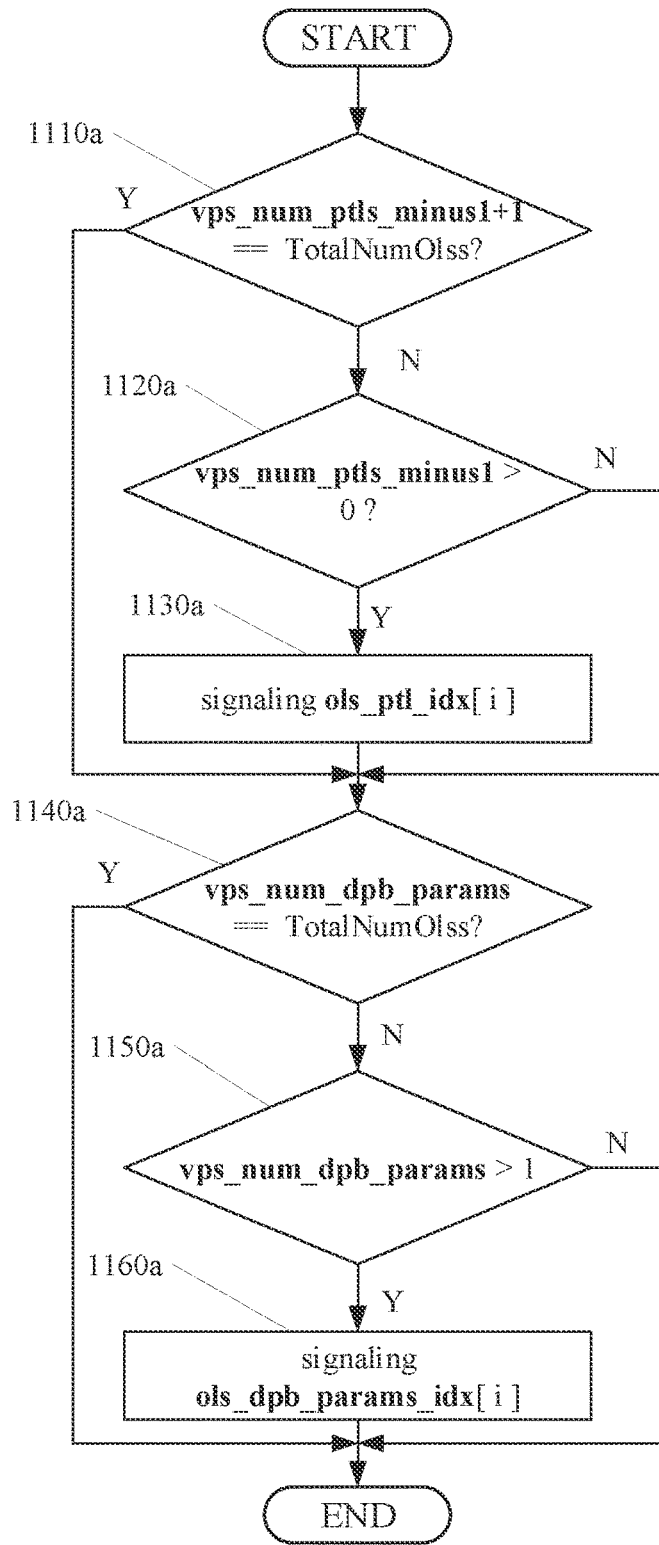 START
1110a
Y
vps_num_ptls_minus1+1
== TotalNumOlss?
N
1120a
N
vps_num_ptls_minus1 >
0 ?
1130a
Y
signaling ols_ptl_idx[ i ]
1140a
Y
vps_num_dpb_params
== TotalNumOlss?
N
1150a
N
vps_num_dpb_params > 1
1160a
Y
signaling
ols_dpb_params_idx[ i ]
END